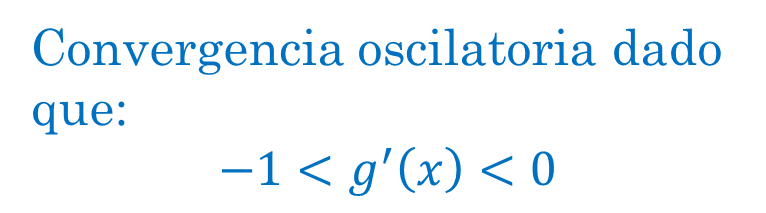 Convergencia oscilatoria dado
que:
−1 < g′(x) < 0